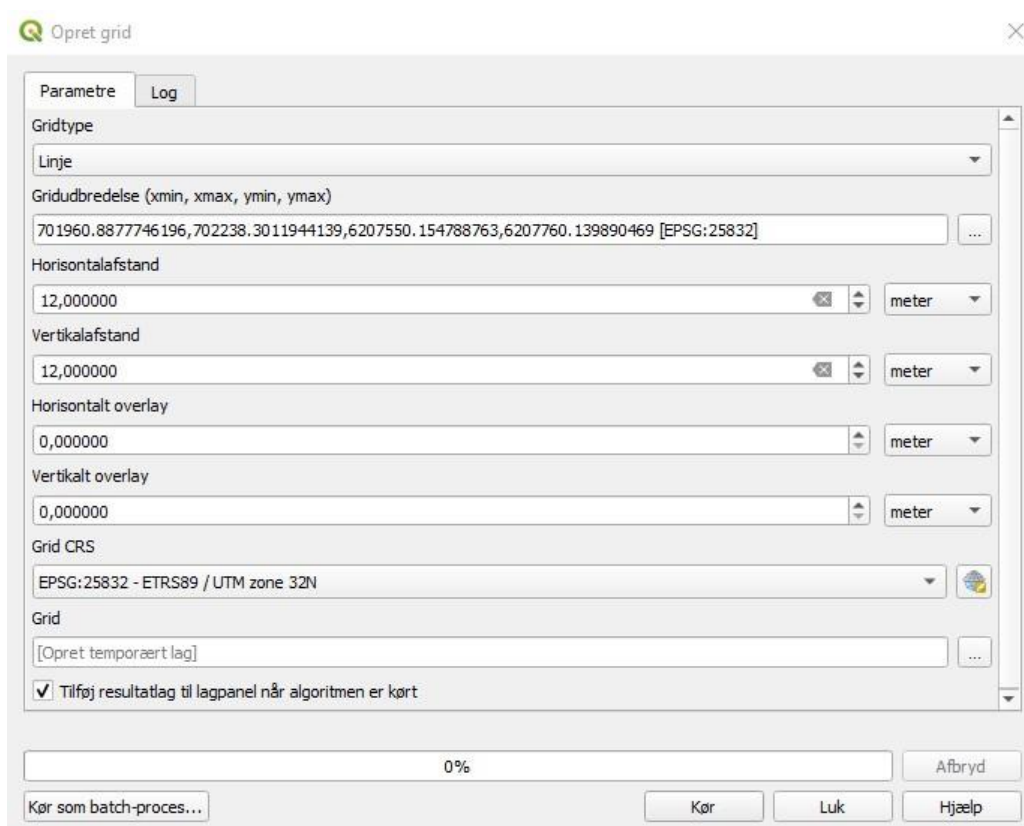 Opret grid
Parametre Log
Gridtype
Linje
Gridudbredelse (xmin, xmax, ymin, ymax)
701960.8877746196,702238.3011944139,6207550.154788763,6207760.139890469 [EPSG:25832] ...
Horisontalafstand
12,000000 meter
Vertikalafstand
12,000000 meter
Horisontalt overlay
0,000000 meter
Vertikalt overlay
0,000000 meter
Grid CRS
EPSG:25832 - ETRS89 / UTM zone 32N
Grid
[Opret temporært lag] ...
Tilføj resultatlag til lagpanel når algoritmen er kørt
0% Afbryd
Kør som batch-proces... Kør Luk Hjælp